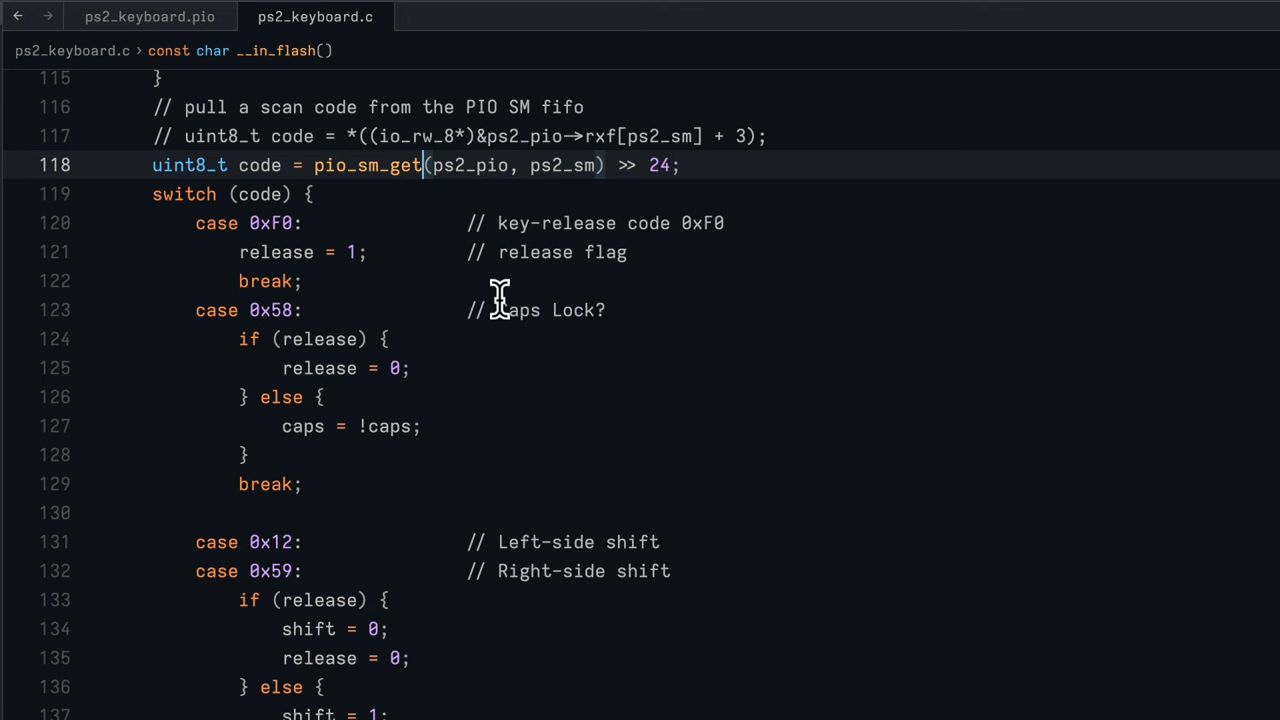 ← → ps2_keyboard.pio ps2_keyboard.c
ps2_keyboard.c › const char __in_flash()
115 }
116 // pull a scan code from the PIO SM fifo
117 // uint8_t code = *((io_rw_8*)&ps2_pio->rxf[ps2_sm] + 3);
118 uint8_t code = pio_sm_get(ps2_pio, ps2_sm) >> 24;
119 switch (code) {
120 case 0xF0: // key-release code 0xF0
121 release = 1; // release flag
122 break;
123 case 0x58: // Caps Lock?
124 if (release) {
125 release = 0;
126 } else {
127 caps = !caps;
128 }
129 break;
130
131 case 0x12: // Left-side shift
132 case 0x59: // Right-side shift
133 if (release) {
134 shift = 0;
135 release = 0;
136 } else {
137 shift = 1;